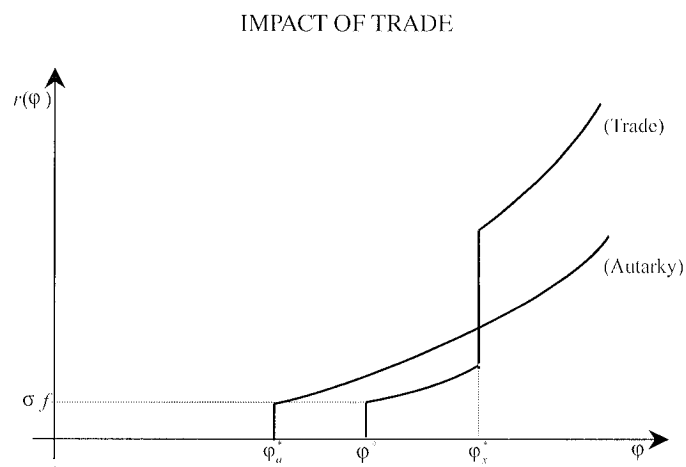 IMPACT OF TRADE
r(φ)
(Trade)
(Autarky)
σ f
φ*ₐ
φ*
φ*ₓ
φ